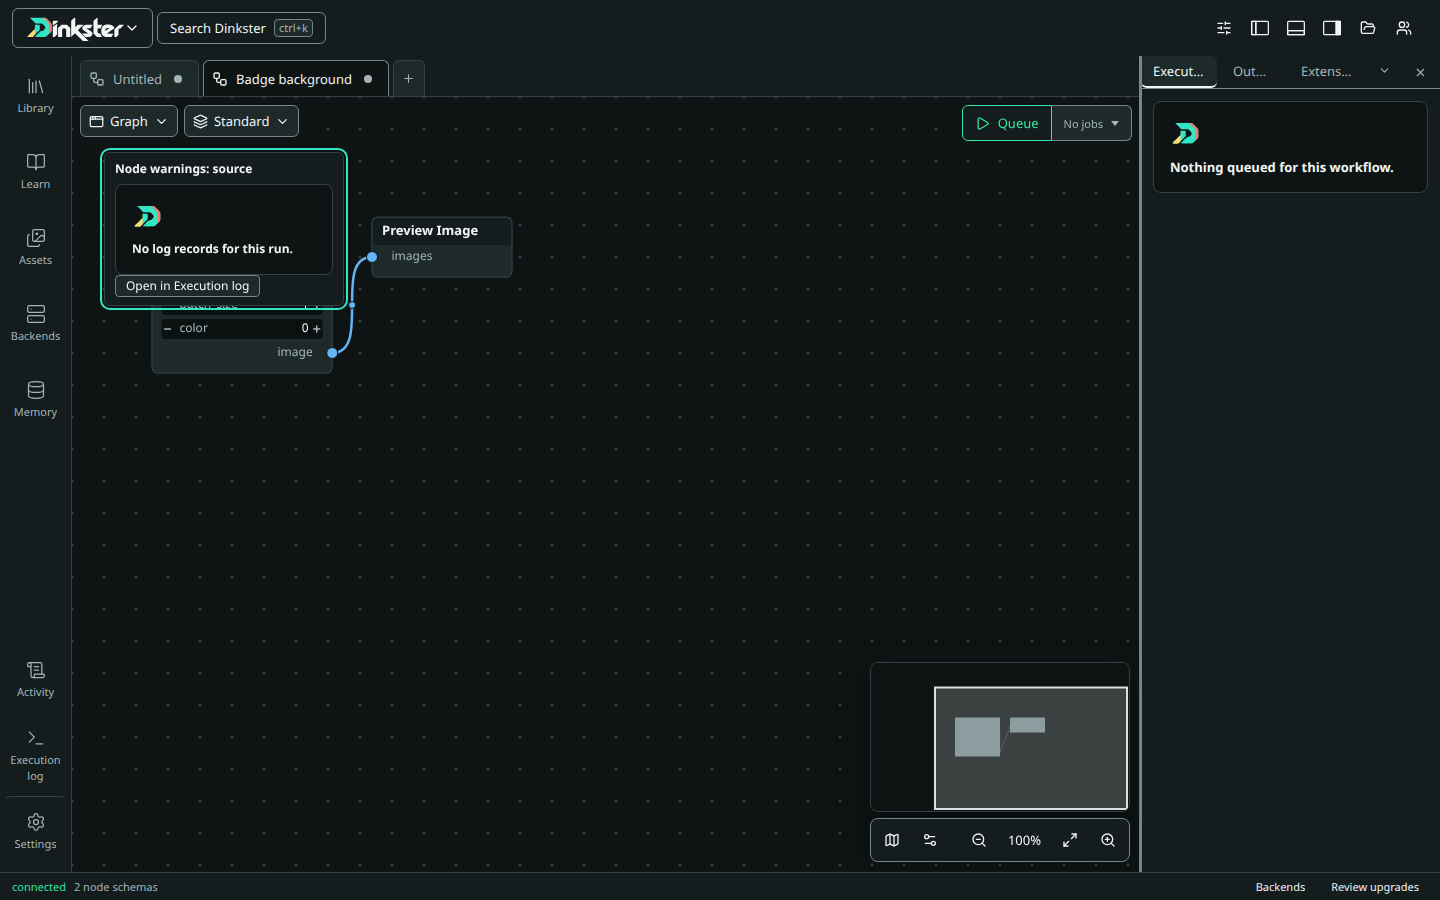 Dinkster
Search Dinkster ctrl+k
Untitled
Badge background
Execut...
Out...
Extens...
Library
Learn
Assets
Backends
Memory
Activity
Execution
log
Settings
Graph
Standard
Queue
No jobs
Node warnings: source
No log records for this run.
Open in Execution log
color
0
image
Preview Image
images
Nothing queued for this workflow.
100%
connected
2 node schemas
Backends
Review upgrades